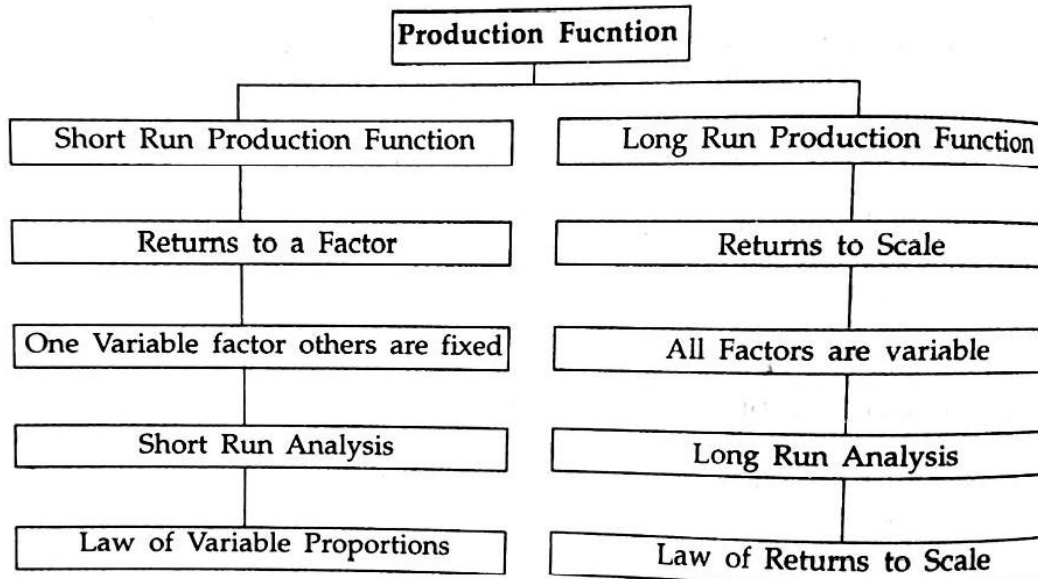 Production Fucntion
Short Run Production Function
Long Run Production Function
Returns to a Factor
Returns to Scale
One Variable factor others are fixed
All Factors are variable
Short Run Analysis
Long Run Analysis
Law of Variable Proportions
Law of Returns to Scale